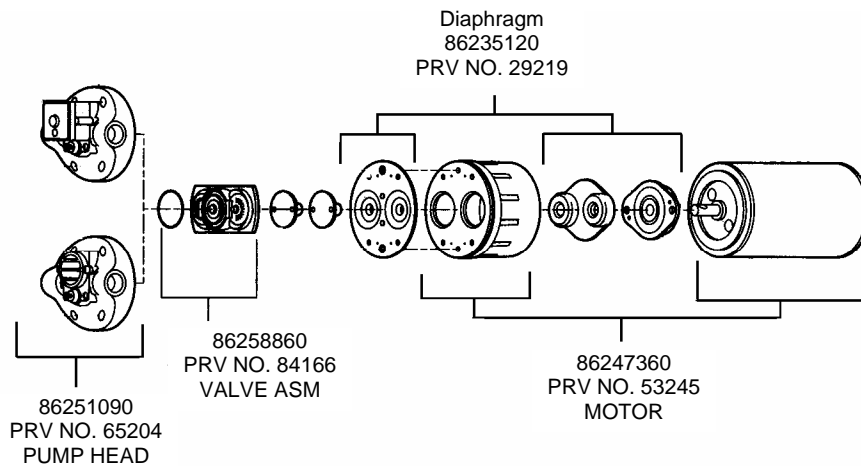 Diaphragm
86235120
PRV NO. 29219
86258860
PRV NO. 84166
VALVE ASM
86251090
PRV NO. 65204
PUMP HEAD
86247360
PRV NO. 53245
MOTOR